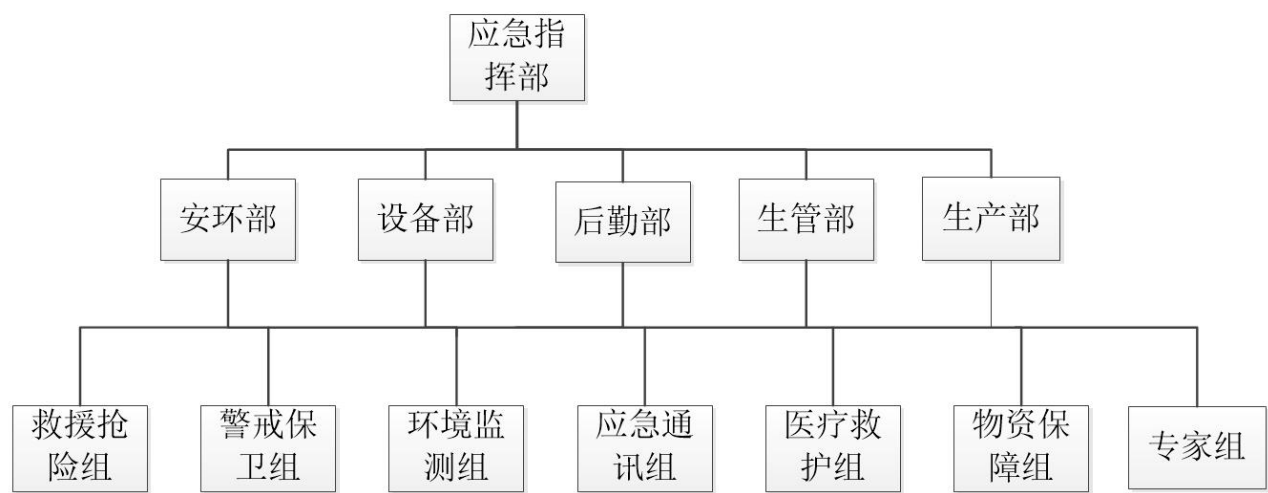 应急指
挥部
安环部
设备部
后勤部
生管部
生产部
救援抢
险组
警戒保
卫组
环境监
测组
应急通
讯组
医疗救
护组
物资保
障组
专家组